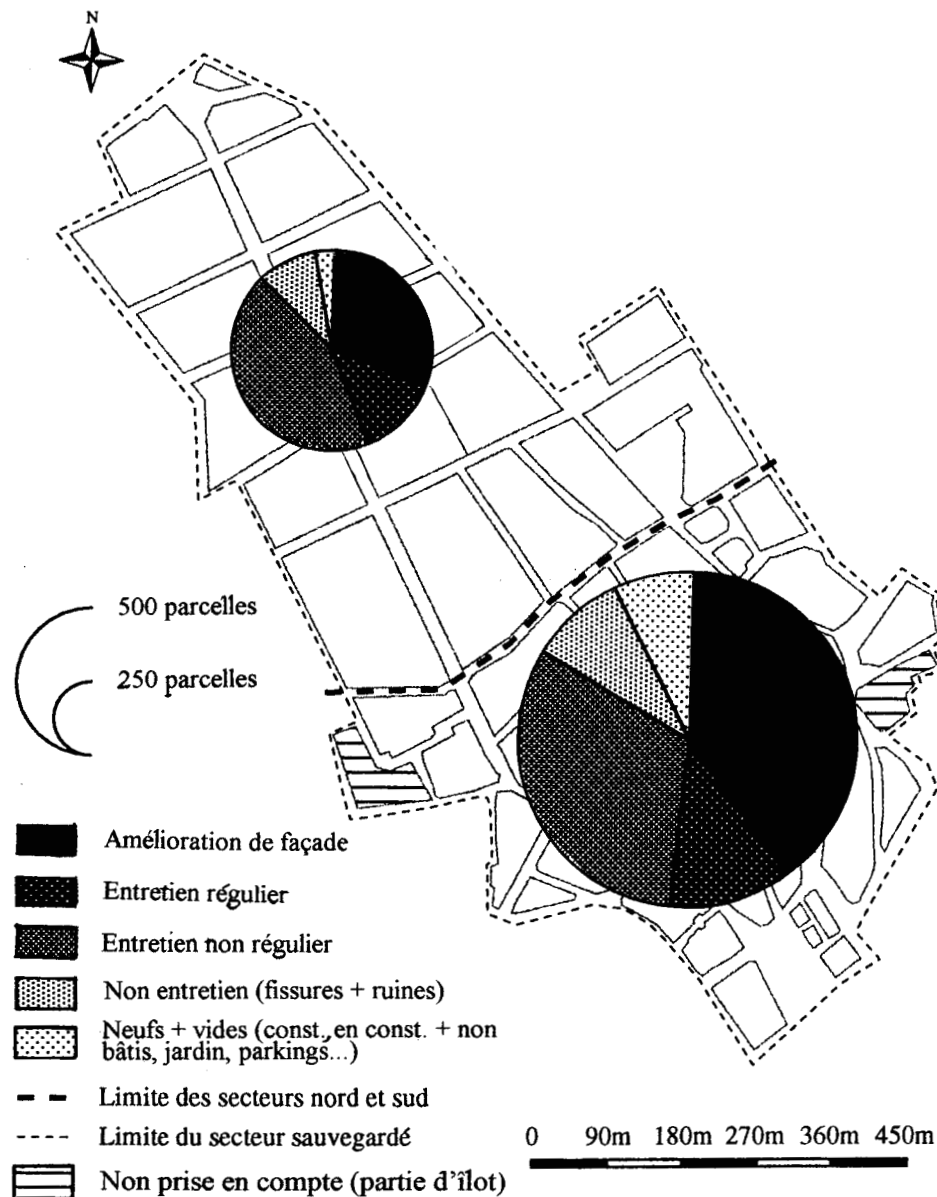 N
500 parcelles
250 parcelles
Amélioration de façade
Entretien régulier
Entretien non régulier
Non entretien (fissures + ruines)
Neufs + vides (const. en const. + non
bâtis, jardin, parkings...)
Limite des secteurs nord et sud
Limite du secteur sauvegardé
Non prise en compte (partie d'îlot)
0 90m 180m 270m 360m 450m